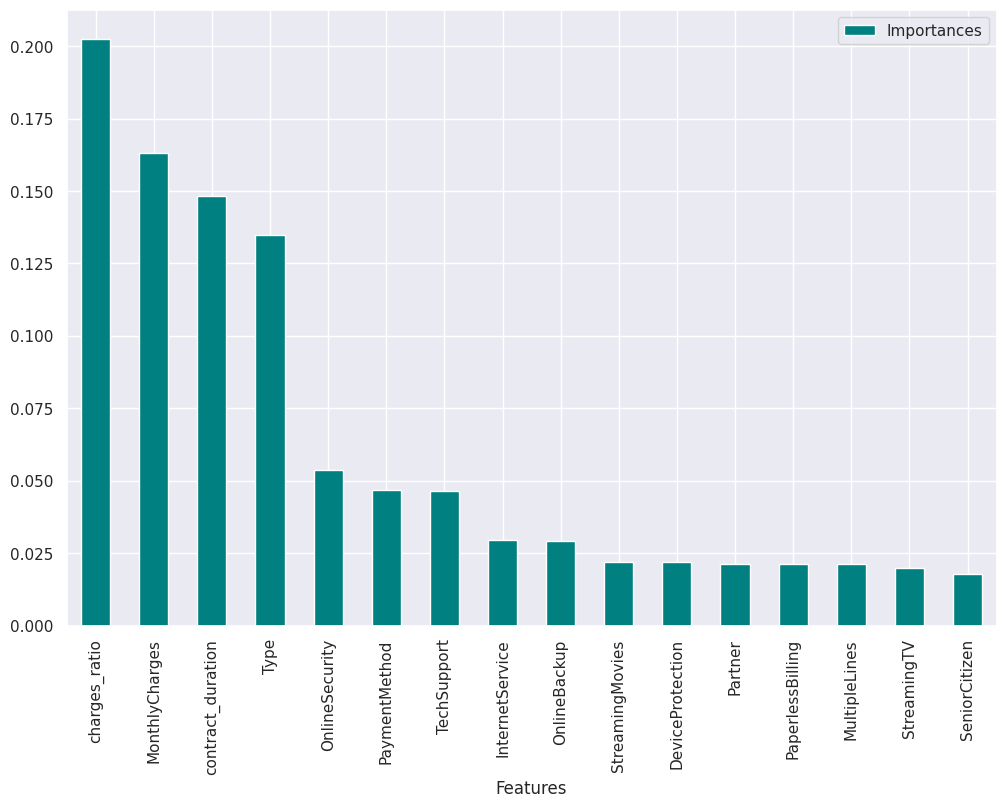 Importances
0.200
0.175
0.150
0.125
0.100
0.075
0.050
0.025
0.000
charges_ratio
MonthlyCharges
contract_duration
Type
OnlineSecurity
PaymentMethod
TechSupport
InternetService
OnlineBackup
StreamingMovies
DeviceProtection
Partner
PaperlessBilling
MultipleLines
StreamingTV
SeniorCitizen
Features